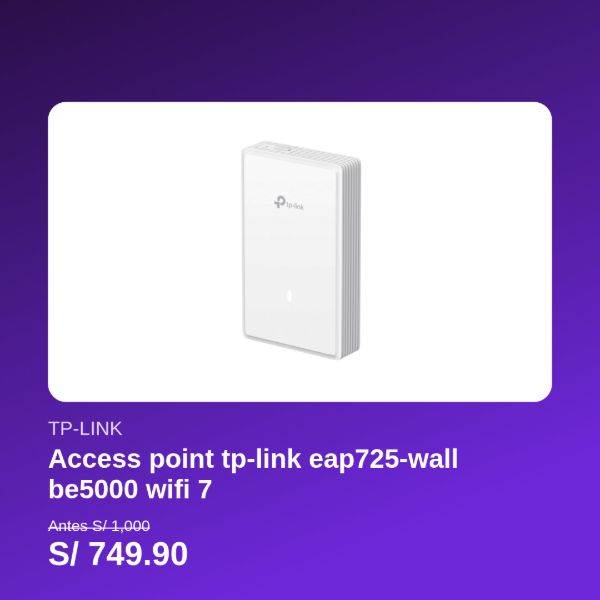 tp-link
TP-LINK
Access point tp-link eap725-wall
be5000 wifi 7
Antes S/ 1,000
S/ 749.90